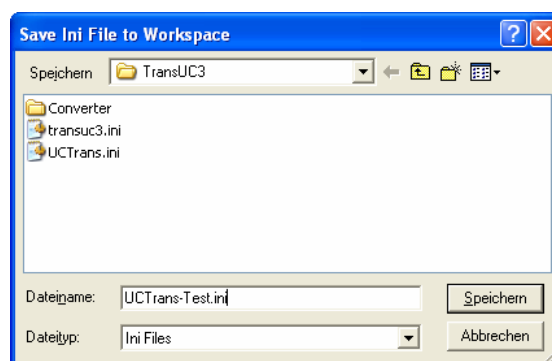 Save Ini File to Workspace
Speichern TransUC3
Converter
transuc3.ini
UCTrans.ini
Dateiname: UCTrans-Test.ini Speichern
Dateityp: Ini Files Abbrechen